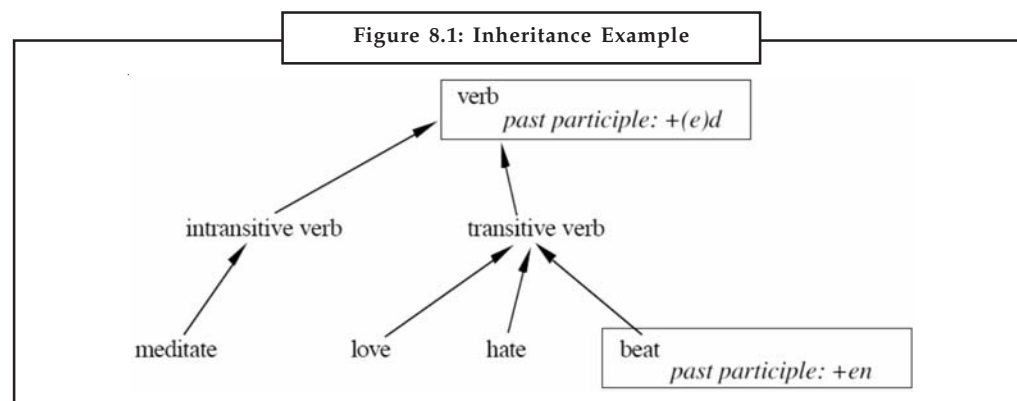 Figure 8.1: Inheritance Example
verb
past participle: +(e)d
intransitive verb
transitive verb
meditate
love
hate
beat
past participle: +en